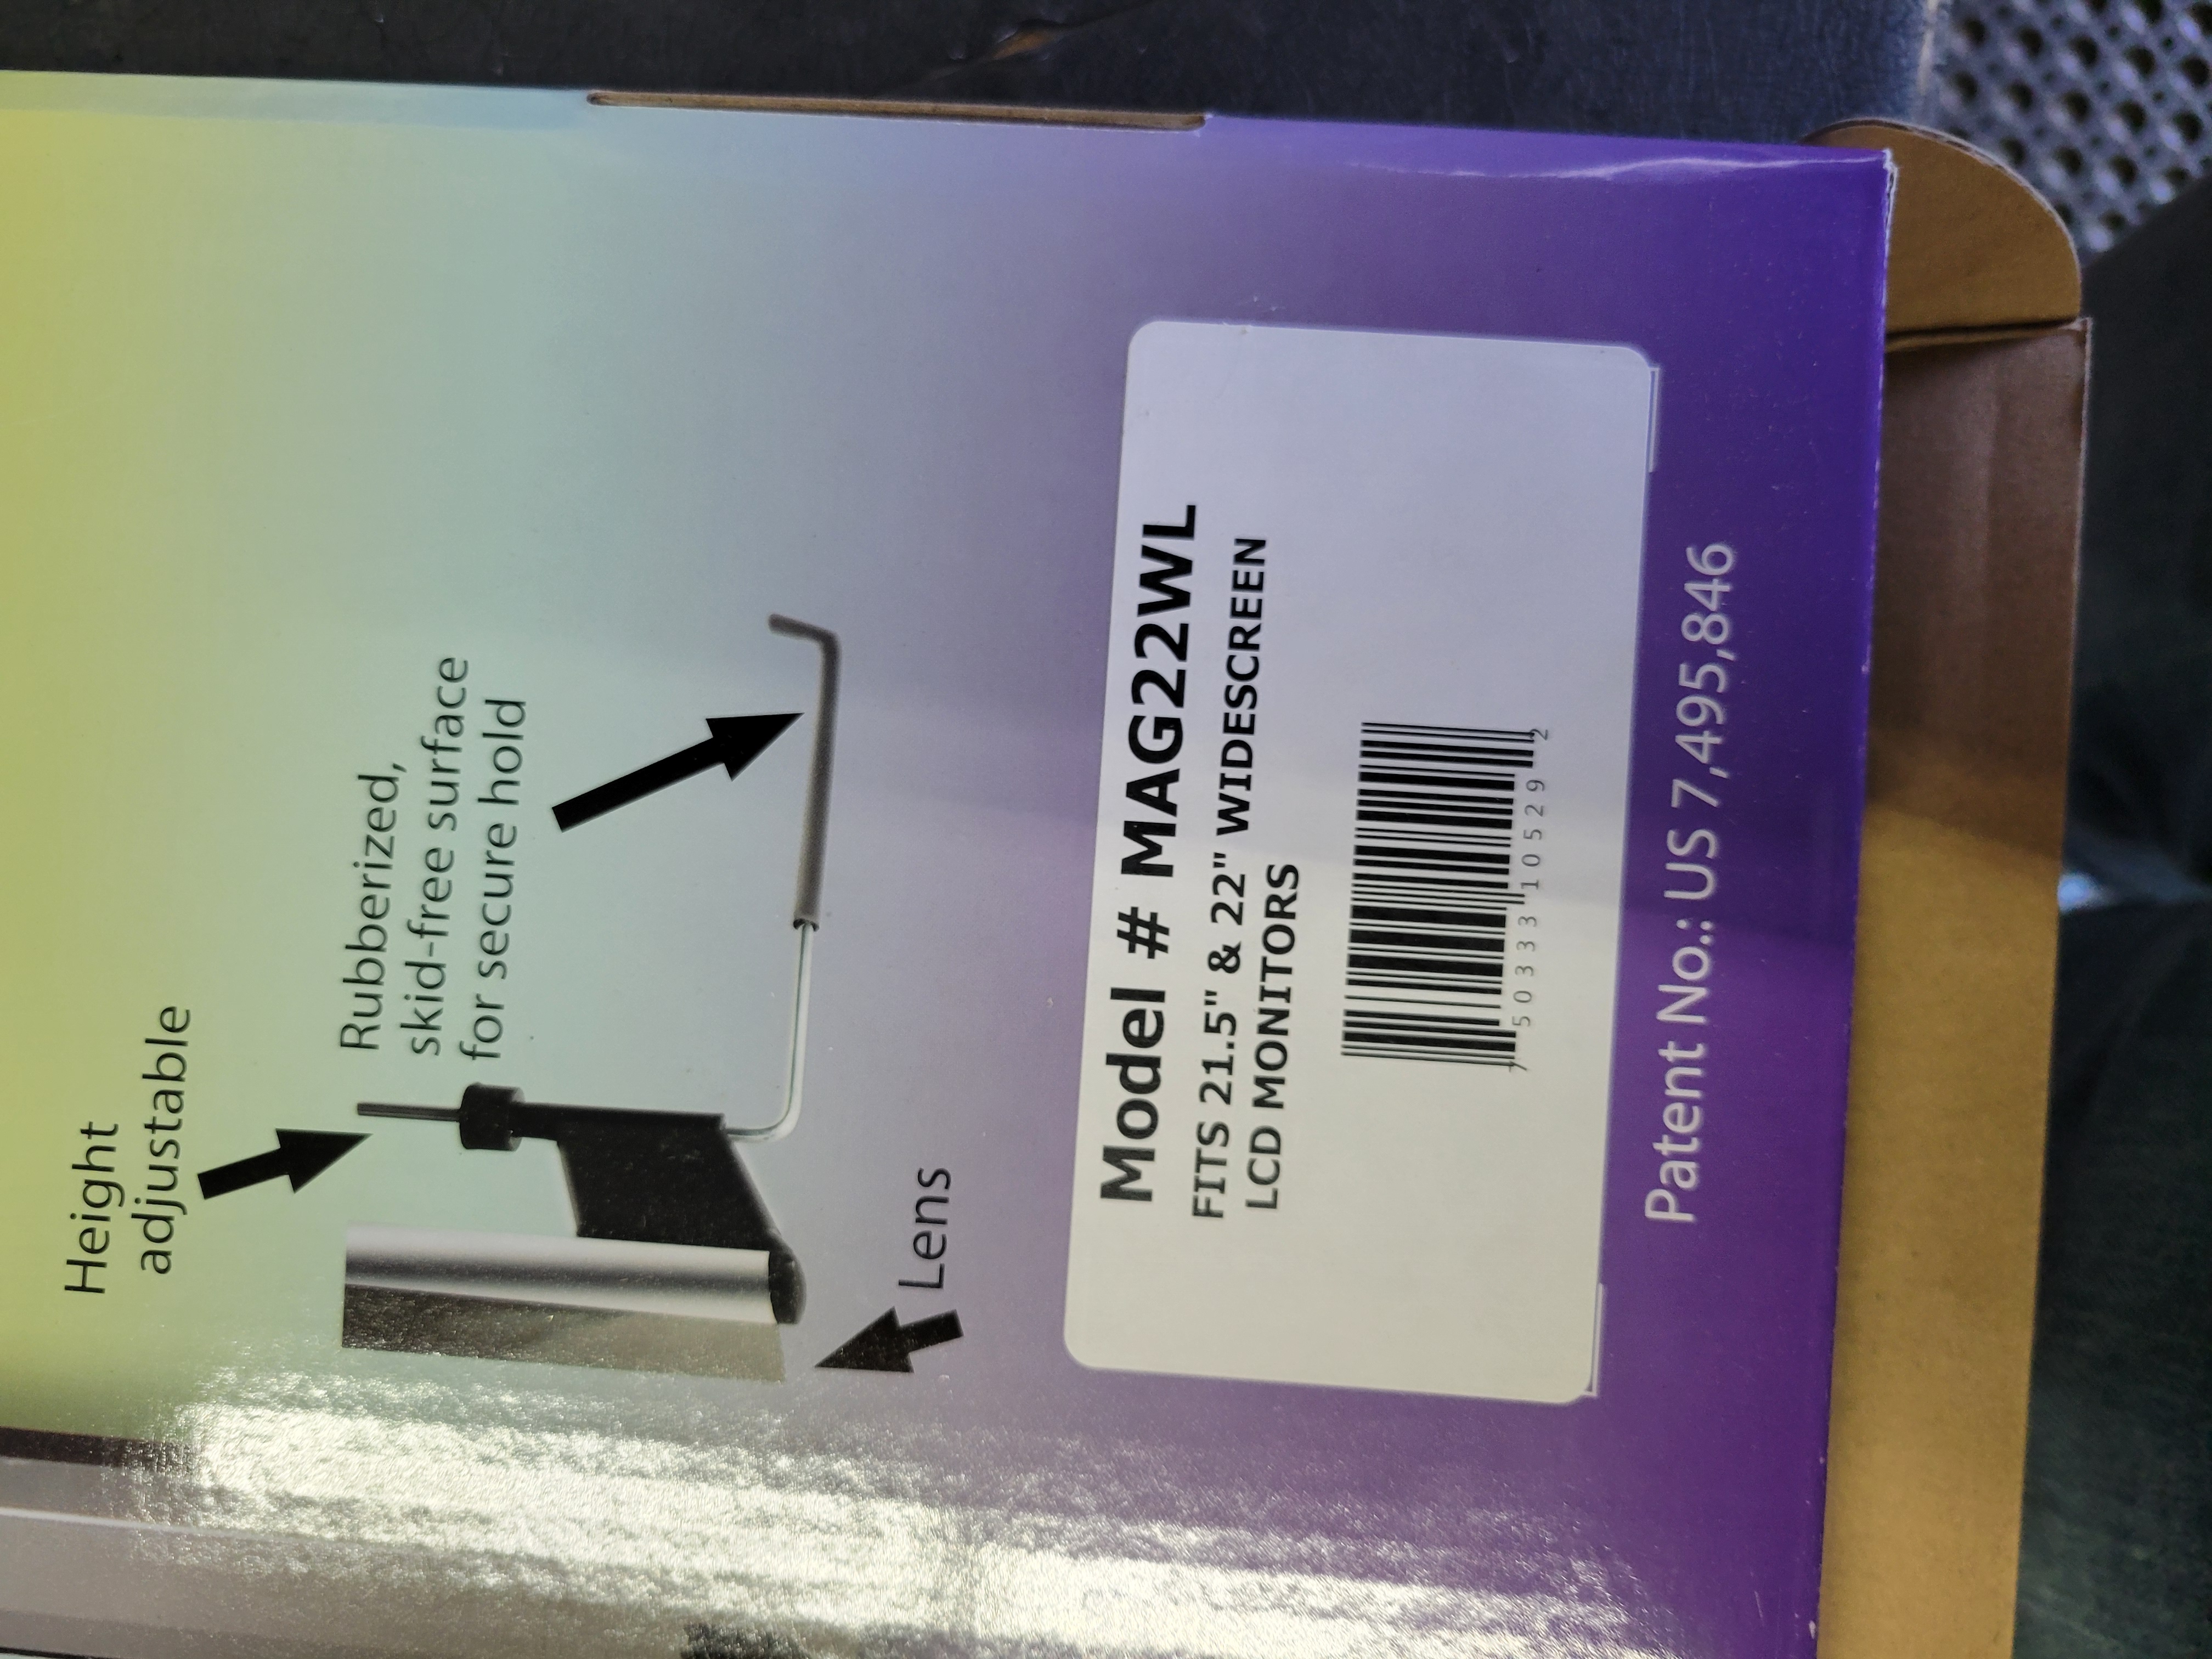 Height
adjustable
Rubberized,
skid-free surface
for secure hold
Lens
Model # MAG22WL
FITS 21.5" & 22" WIDESCREEN
LCD MONITORS
7 50333 10529 2
Patent No.: US 7,495,846